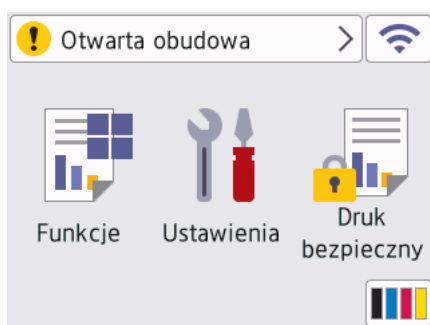 Otwarta obudowa
Funkcje
Ustawienia
Druk
bezpieczny